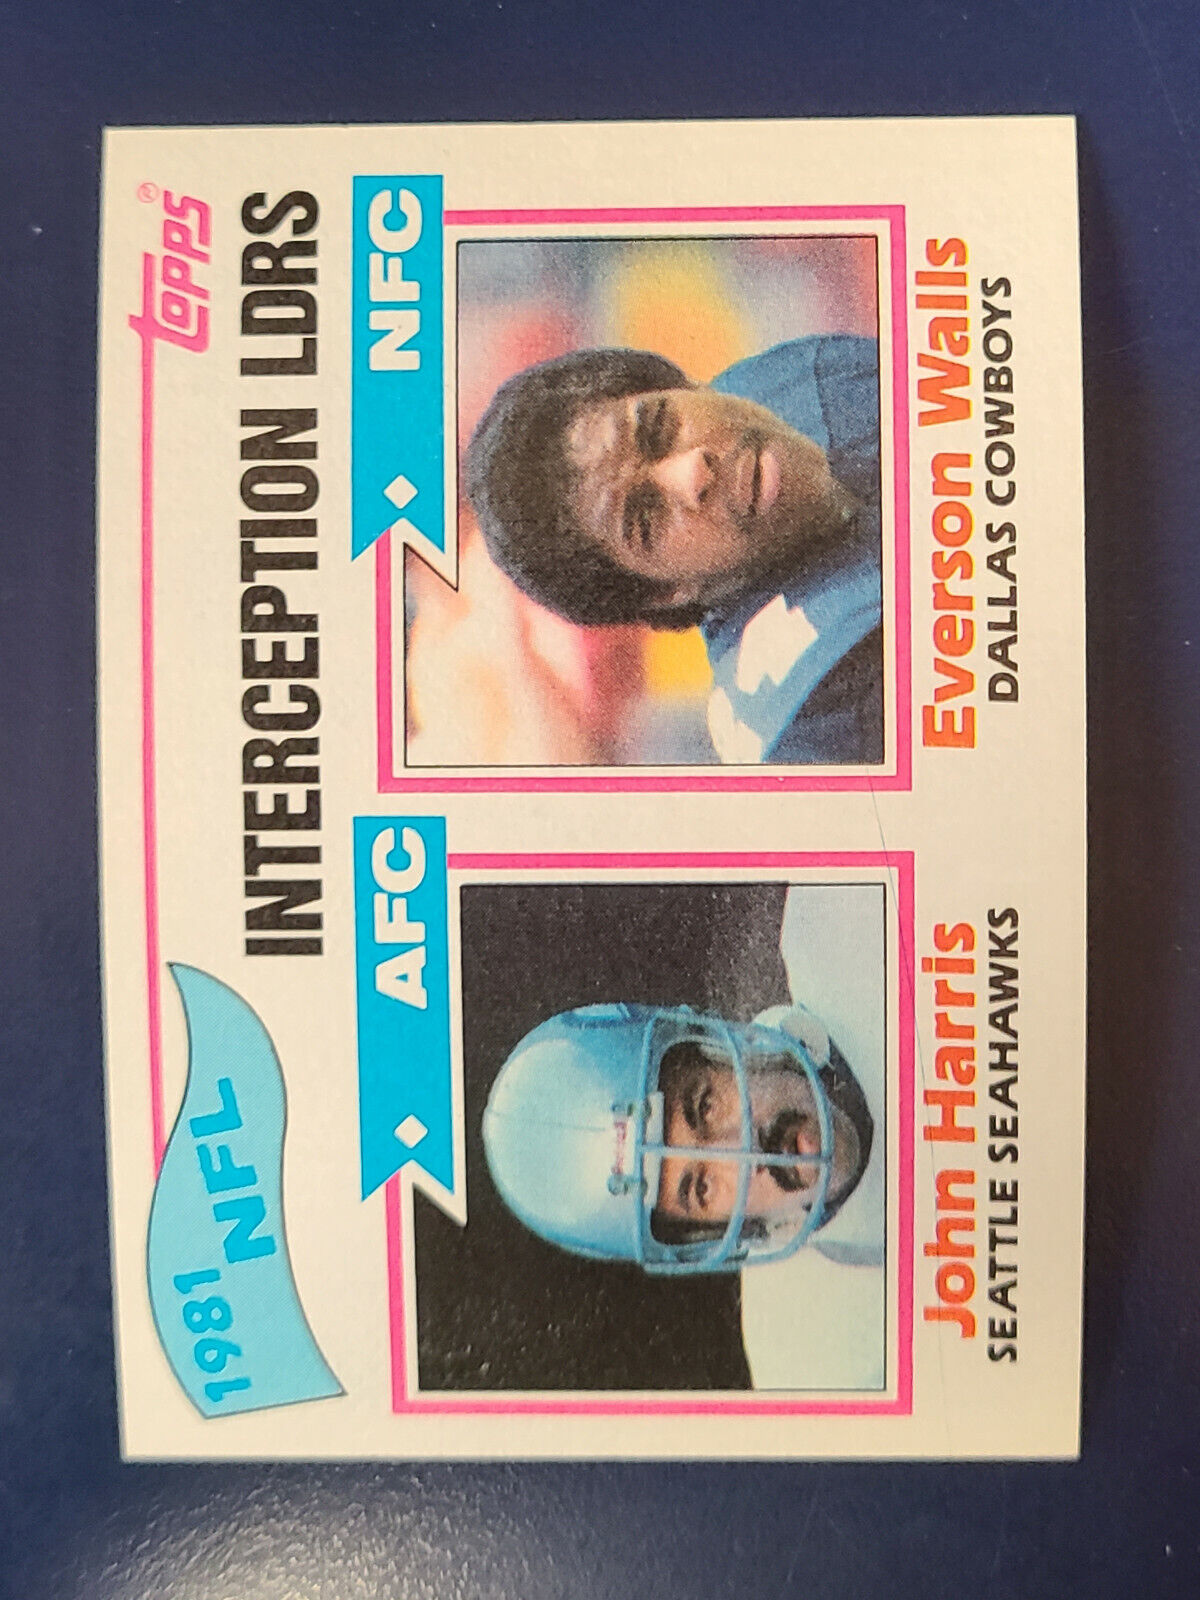 topps®
1981
NFL
INTERCEPTION LDRS
AFC
NFC
John Harris
SEATTLE SEAHAWKS
Everson Walls
DALLAS COWBOYS